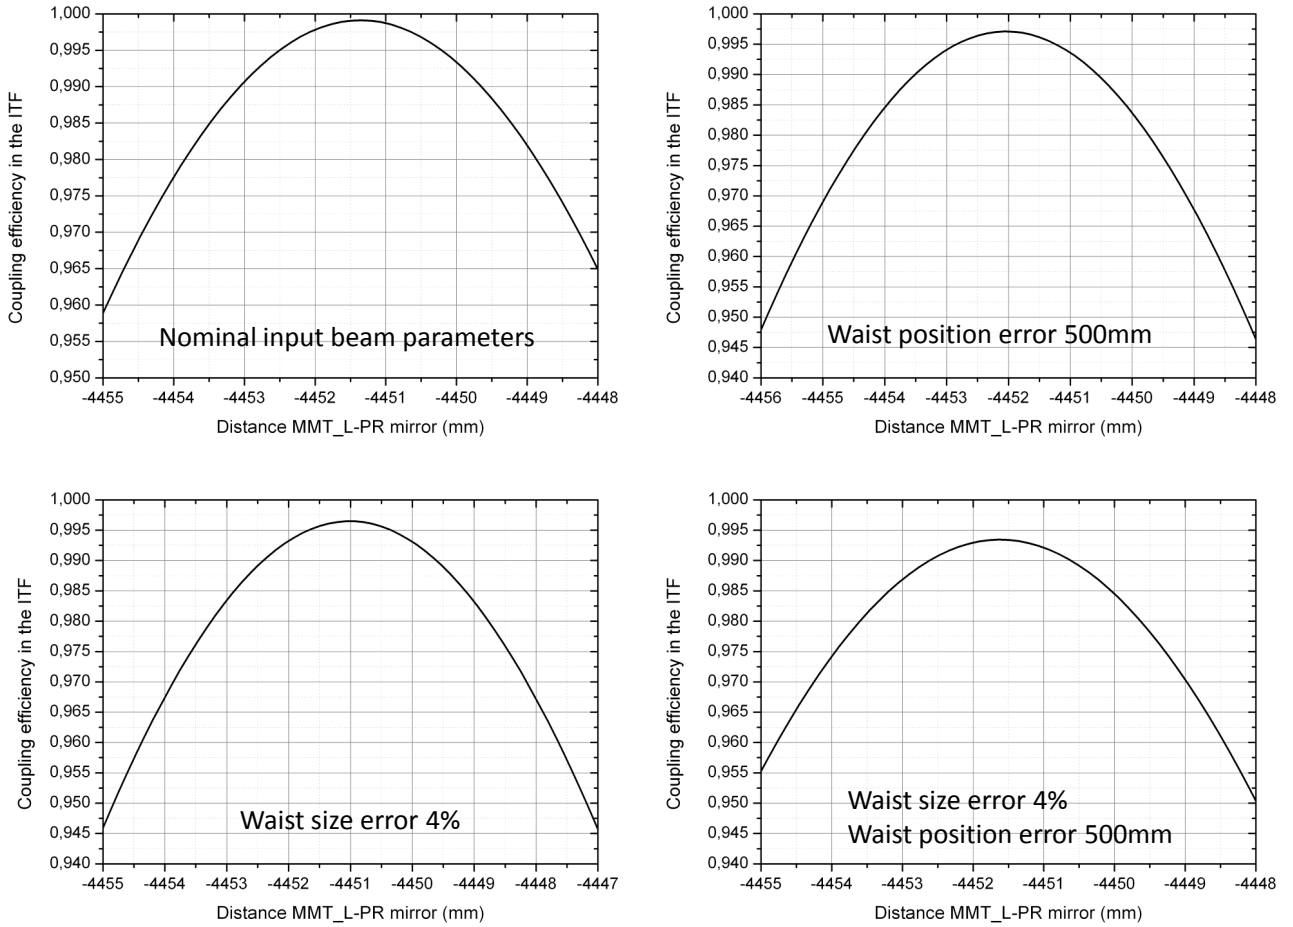 1,000
0,995
0,990
0,985
0,980
0,975
0,970
0,965
0,960
0,955
0,950
Coupling efficiency in the ITF
Nominal input beam parameters
-4455 -4454 -4453 -4452 -4451 -4450 -4449 -4448
Distance MMT_L-PR mirror (mm)
1,000
0,995
0,990
0,985
0,980
0,975
0,970
0,965
0,960
0,955
0,950
0,945
0,940
Coupling efficiency in the ITF
Waist position error 500mm
-4456 -4455 -4454 -4453 -4452 -4451 -4450 -4449 -4448
Distance MMT_L-PR mirror (mm)
1,000
0,995
0,990
0,985
0,980
0,975
0,970
0,965
0,960
0,955
0,950
0,945
0,940
Coupling efficiency in the ITF
Waist size error 4%
-4455 -4454 -4453 -4452 -4451 -4450 -4449 -4448 -4447
Distance MMT_L-PR mirror (mm)
1,000
0,995
0,990
0,985
0,980
0,975
0,970
0,965
0,960
0,955
0,950
0,945
0,940
Coupling efficiency in the ITF
Waist size error 4%
Waist position error 500mm
-4455 -4454 -4453 -4452 -4451 -4450 -4449 -4448
Distance MMT_L-PR mirror (mm)